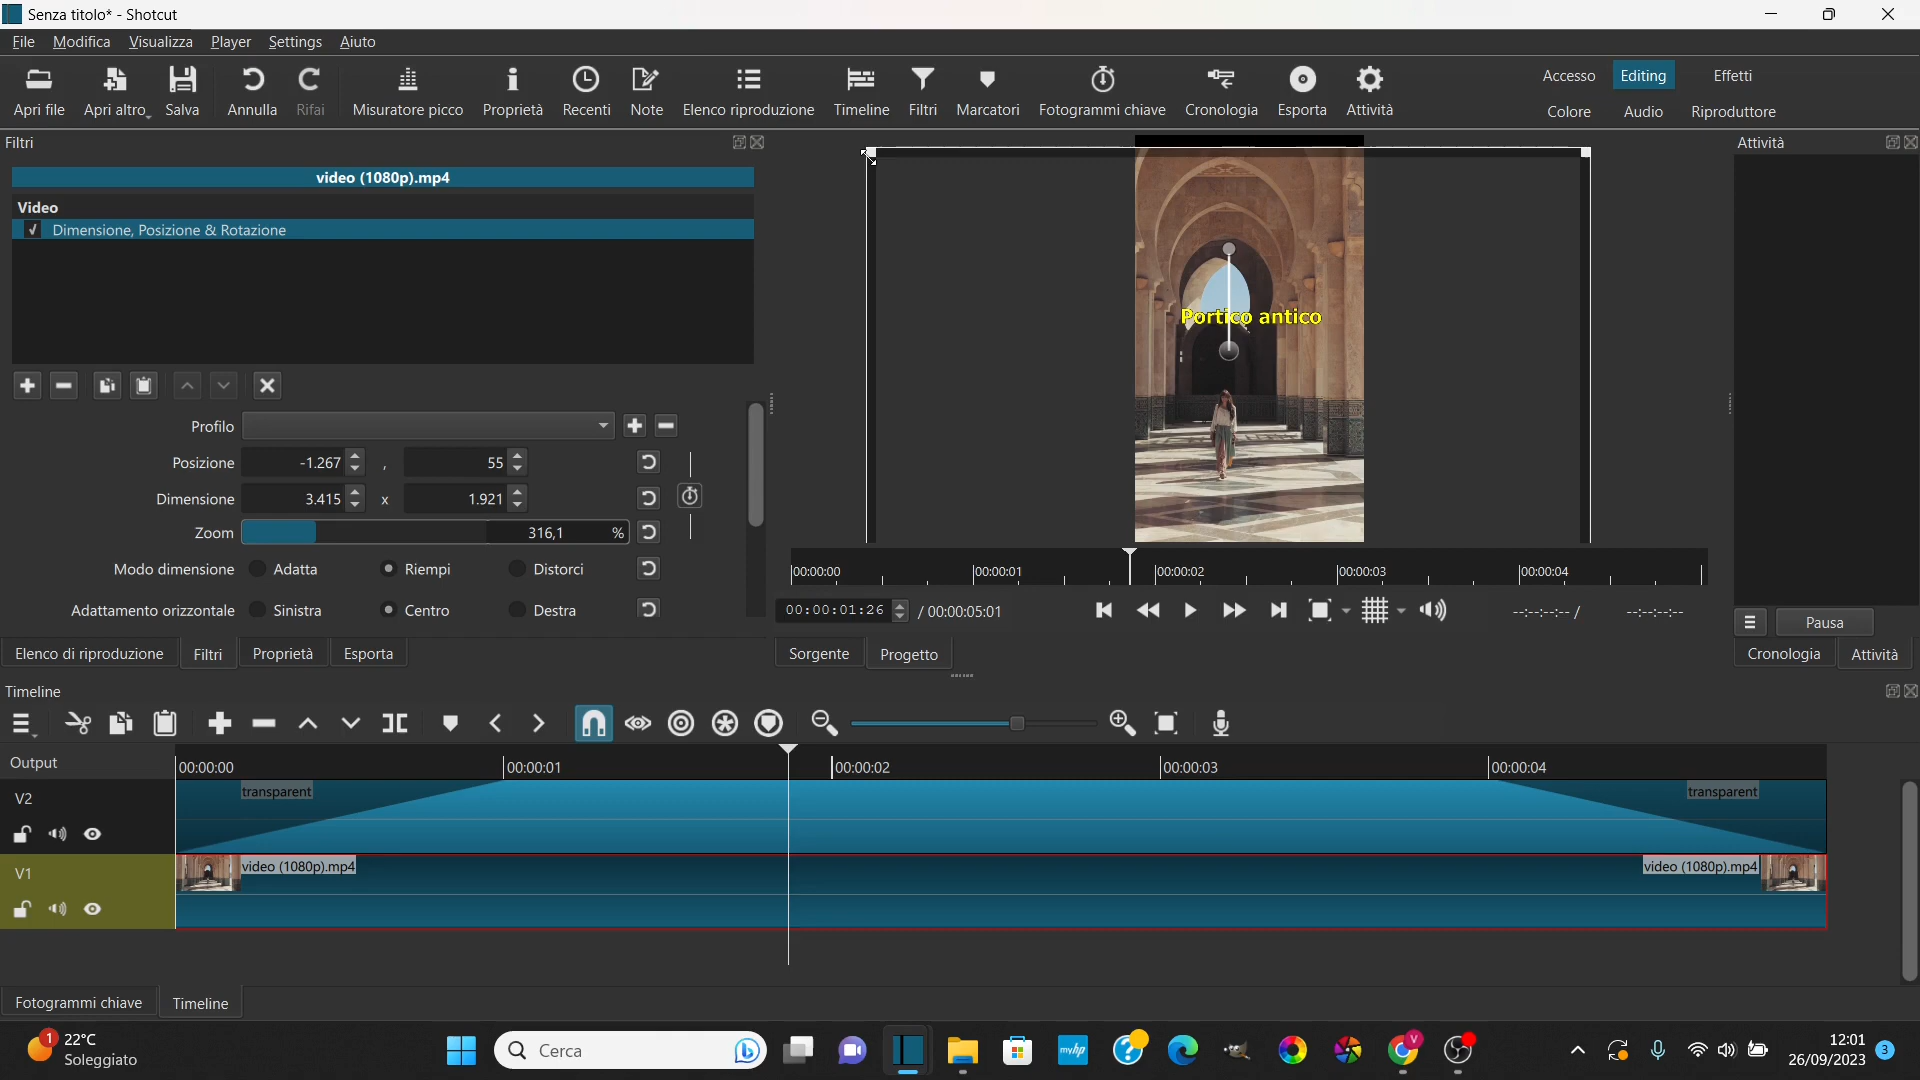 Senza titolo* - Shotcut
File Modifica Visualizza Player Settings Aiuto
Apri file Apri altro Salva Annulla Rifai Misuratore picco Proprietà Recenti Note Elenco riproduzione Timeline Filtri Marcatori Fotogrammi chiave Cronologia Esporta Attività
Accesso Editing Effetti
Colore Audio Riproduttore
Filtri
Attività
video (1080p).mp4
Video
Dimensione, Posizione & Rotazione
Portico antico
Profilo
Posizione -1.267 , 55
Dimensione 3.415 x 1.921
Zoom 316,1 %
Modo dimensione Adatta Riempi Distorci
Adattamento orizzontale Sinistra Centro Destra
00:00:00 00:00:01 00:00:02 00:00:03 00:00:04
00:00:01:26 / 00:00:05:01
--:--:--:-- / --:--:--:--
Pausa
Elenco di riproduzione Filtri Proprietà Esporta
Sorgente Progetto
Cronologia Attività
Timeline
Output
00:00:00 00:00:01 00:00:02 00:00:03 00:00:04
V2
transparent transparent
V1
video (1080p).mp4 video (1080p).mp4
Fotogrammi chiave Timeline
1
22°C
Soleggiato
Cerca
myhp
V
12:01
26/09/2023
3